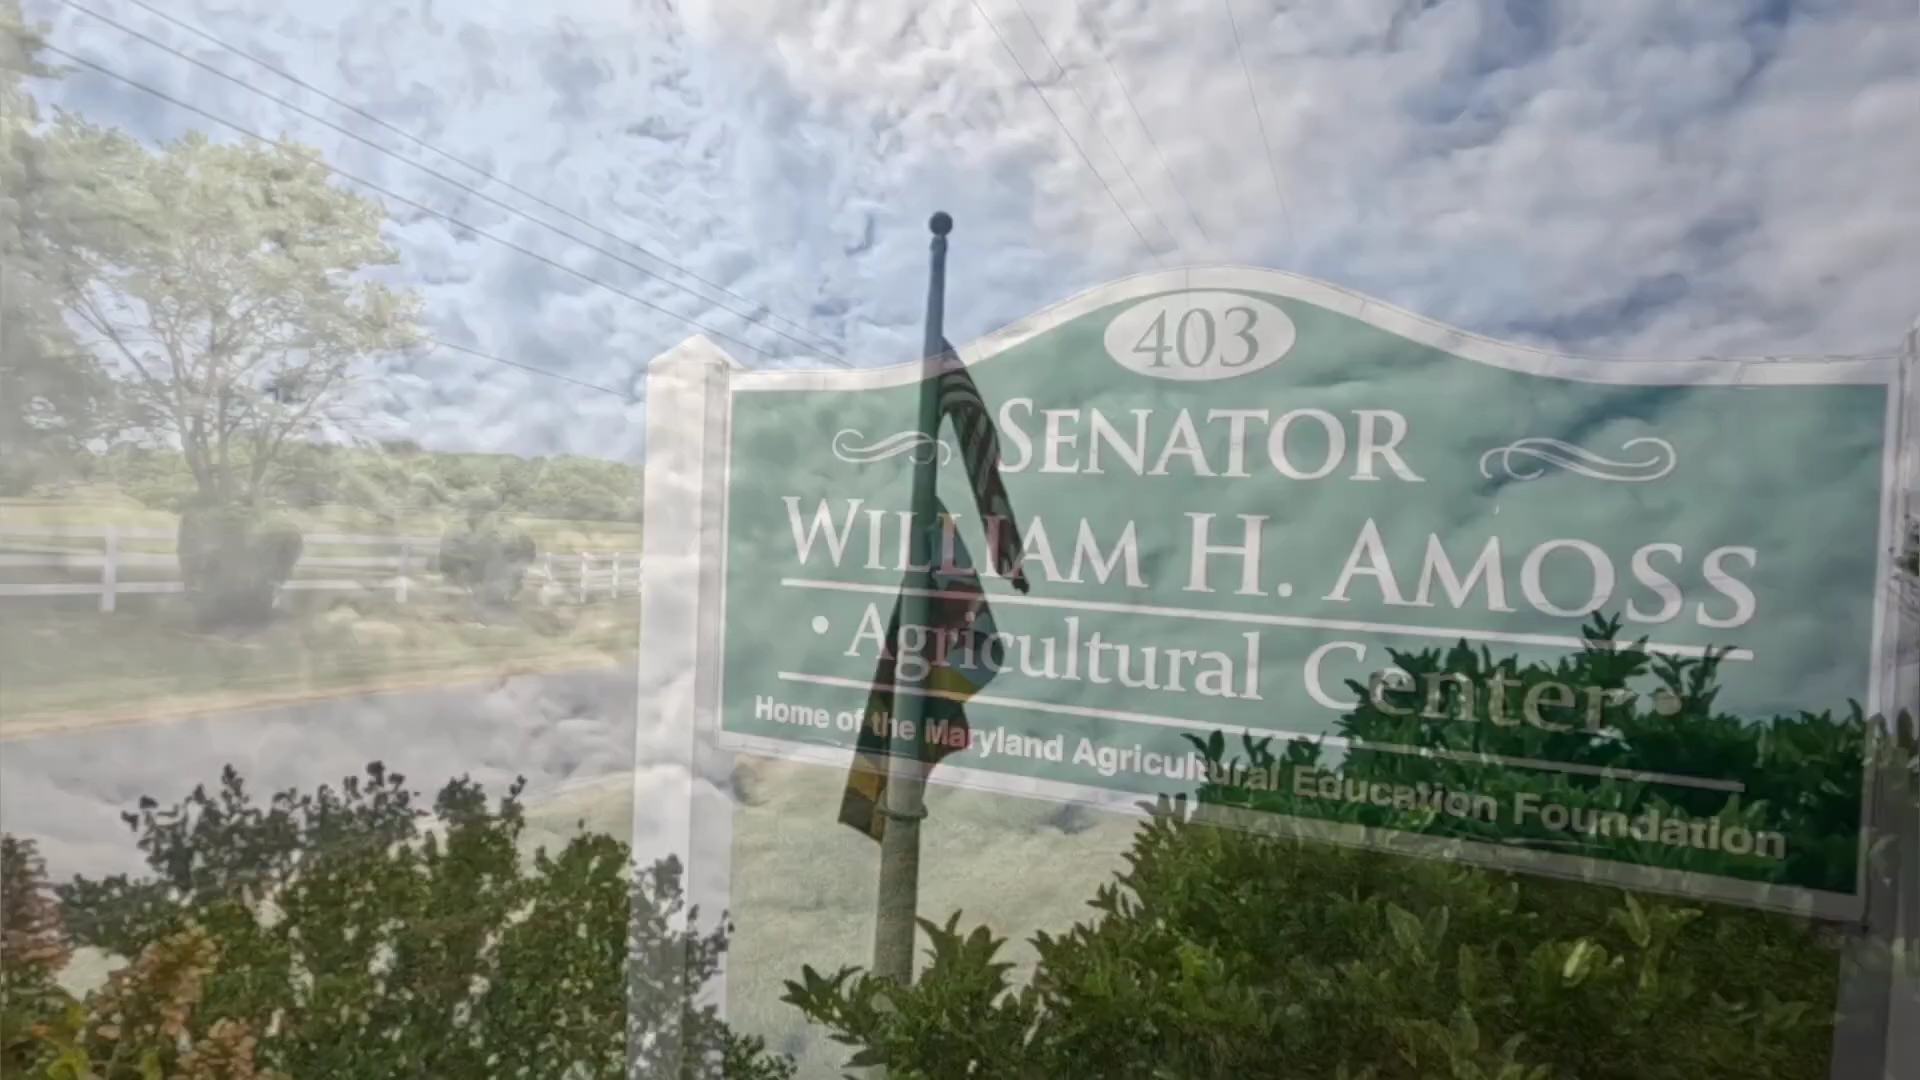 403
SENATOR
WILLIAM H. AMOSS
• Agricultural Center •
Home of the Maryland Agricultural Education Foundation